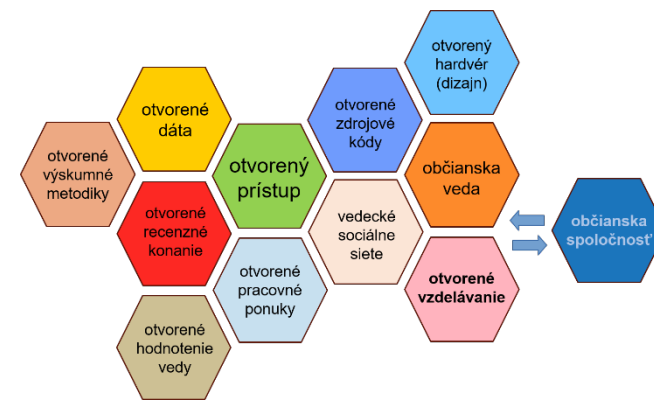 otvorený
hardvér
(dizajn)
otvorené
dáta
otvorené
zdrojové
kódy
otvorené
výskumné
metodiky
otvorený
prístup
občianska
veda
otvorené
recenzné
konanie
vedecké
sociálne
siete
občianska
spoločnosť
otvorené
pracovné
ponuky
otvorené
vzdelávanie
otvorené
hodnotenie
vedy